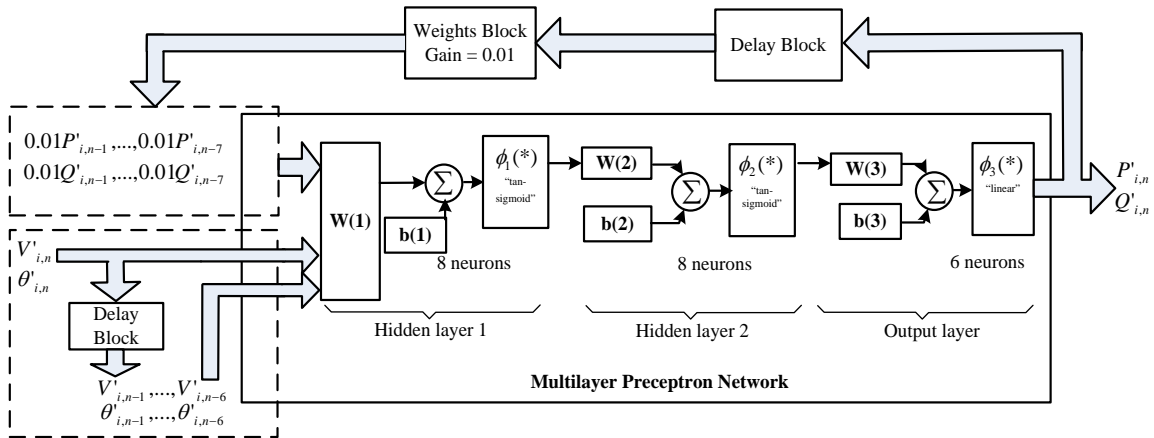 Weights Block
Gain = 0.01
Delay Block
0.01P'i,n−1 ,...,0.01P'i,n−7
0.01Q'i,n−1 ,...,0.01Q'i,n−7
V'i,n
θ'i,n
Delay
Block
V'i,n−1 ,...,V'i,n−6
θ'i,n−1 ,...,θ'i,n−6
W(1)
Σ
b(1)
ϕ1(*)
“tan-
sigmoid”
8 neurons
Hidden layer 1
W(2)
Σ
b(2)
ϕ2(*)
“tan-
sigmoid”
8 neurons
Hidden layer 2
W(3)
Σ
b(3)
ϕ3(*)
“linear”
6 neurons
Output layer
P'i,n
Q'i,n
Multilayer Preceptron Network